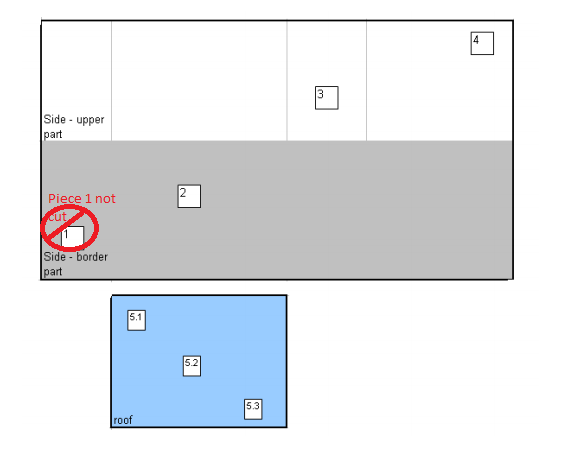 4
3
Side - upper
part
2
Piece 1 not
cut
1
Side - border
part
5.1
5.2
5.3
roof